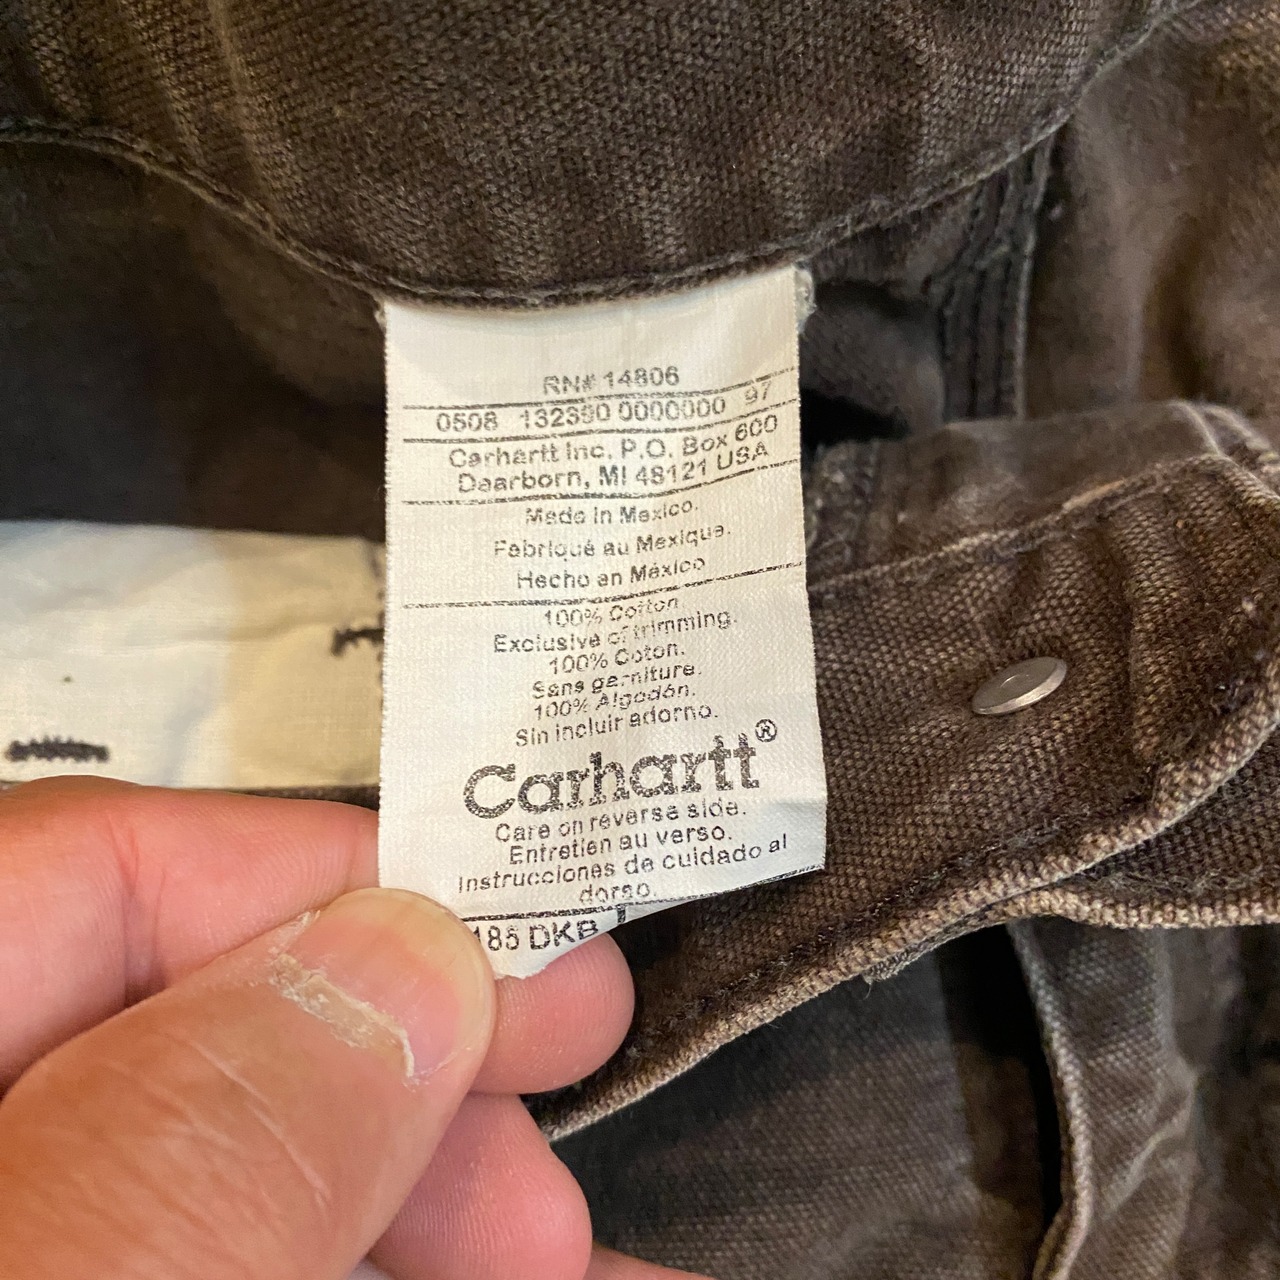 RN# 14806
0508 132390 0000000 97
Carhartt Inc. P.O. Box 600
Dearborn, MI 48121 USA
Made in Mexico.
Fabriqué au Mexique.
Hecho en México
100% Cotton
Exclusive of trimming.
100% Coton.
Sans garniture.
100% Algodón.
Sin incluir adorno.
Carhartt®
Care on reverse side.
Entretien au verso.
Instrucciones de cuidado al
dorso.
185 DKB